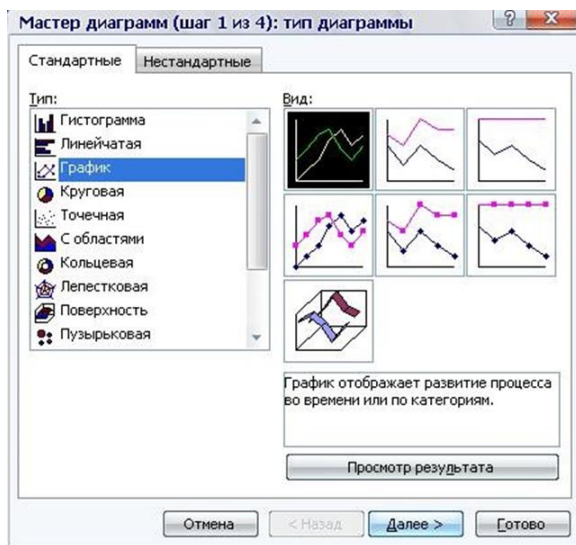 Мастер диаграмм (шаг 1 из 4): тип диаграммы
Стандартные
Нестандартные
Тип:
Гистограмма
Линейчатая
График
Круговая
Точечная
С областями
Кольцевая
Лепестковая
Поверхность
Пузырьковая
Вид:
График отображает развитие процесса
во времени или по категориям.
Просмотр результата
Отмена
< Назад
Далее >
Готово